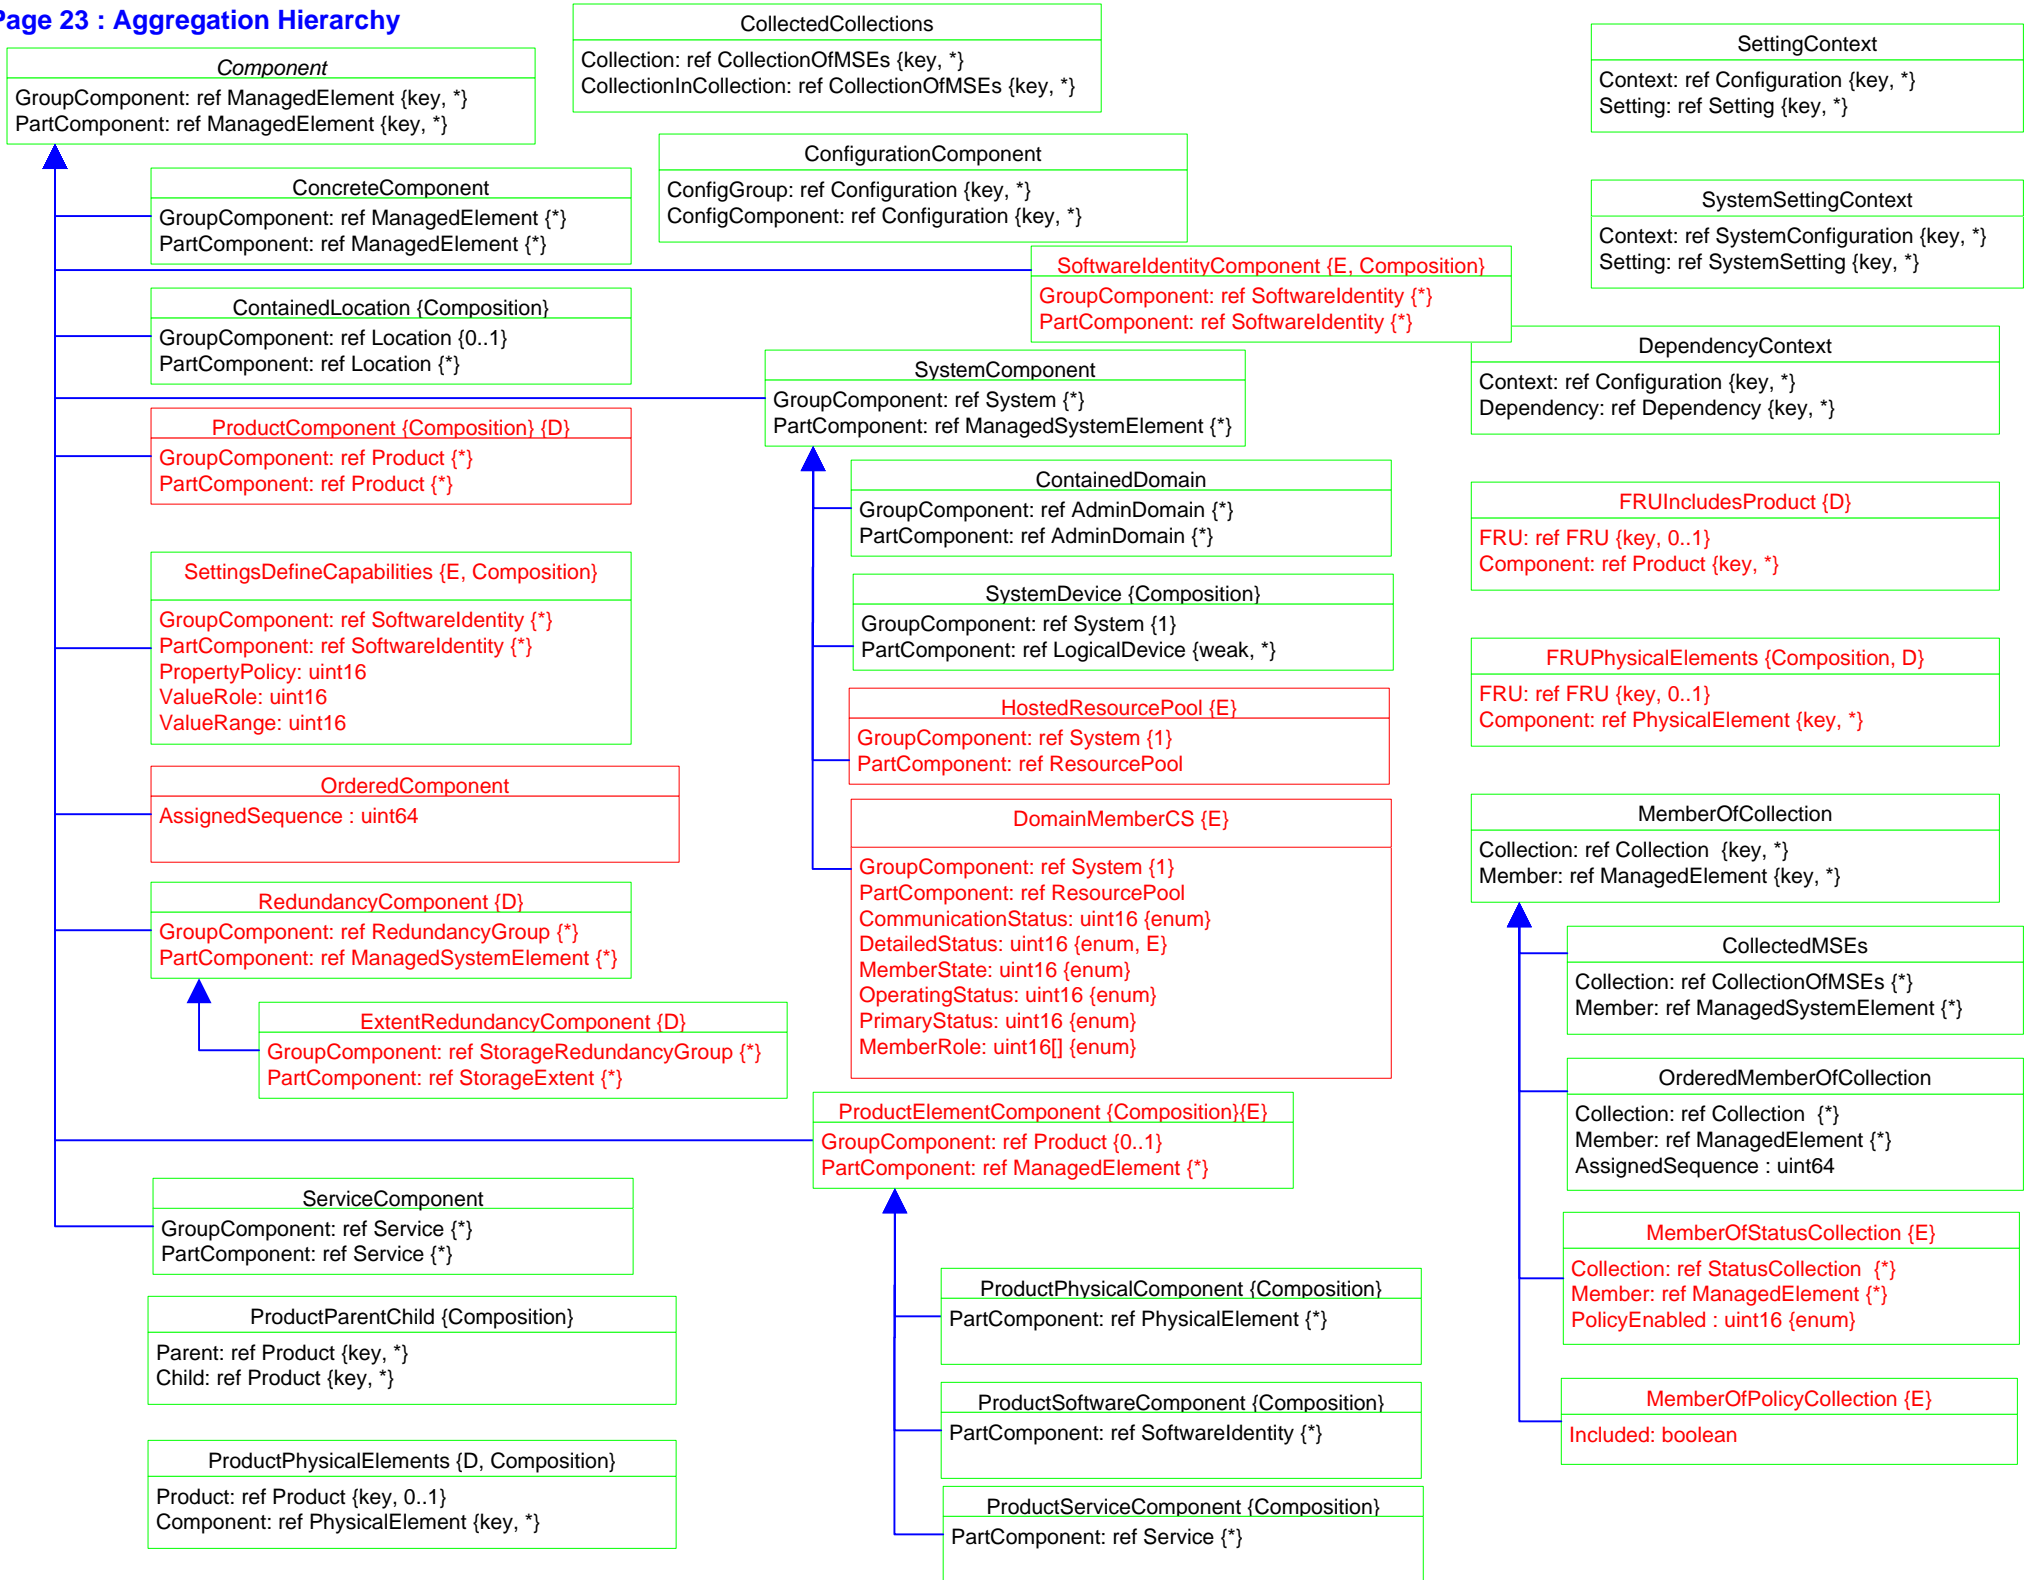 Page 23 : Aggregation Hierarchy
Component
GroupComponent: ref ManagedElement {key, *}
PartComponent: ref ManagedElement {key, *}
ConcreteComponent
GroupComponent: ref ManagedElement {*}
PartComponent: ref ManagedElement {*}
ContainedLocation {Composition}
GroupComponent: ref Location {0..1}
PartComponent: ref Location {*}
ProductComponent {Composition} {D}
GroupComponent: ref Product {*}
PartComponent: ref Product {*}
SettingsDefineCapabilities {E, Composition}
GroupComponent: ref SoftwareIdentity {*}
PartComponent: ref SoftwareIdentity {*}
PropertyPolicy: uint16
ValueRole: uint16
ValueRange: uint16
OrderedComponent
AssignedSequence : uint64
RedundancyComponent {D}
GroupComponent: ref RedundancyGroup {*}
PartComponent: ref ManagedSystemElement {*}
ExtentRedundancyComponent {D}
GroupComponent: ref StorageRedundancyGroup {*}
PartComponent: ref StorageExtent {*}
ServiceComponent
GroupComponent: ref Service {*}
PartComponent: ref Service {*}
ProductParentChild {Composition}
Parent: ref Product {key, *}
Child: ref Product {key, *}
ProductPhysicalElements {D, Composition}
Product: ref Product {key, 0..1}
Component: ref PhysicalElement {key, *}
CollectedCollections
Collection: ref CollectionOfMSEs {key, *}
CollectionInCollection: ref CollectionOfMSEs {key, *}
ConfigurationComponent
ConfigGroup: ref Configuration {key, *}
ConfigComponent: ref Configuration {key, *}
SoftwareIdentityComponent {E, Composition}
GroupComponent: ref SoftwareIdentity {*}
PartComponent: ref SoftwareIdentity {*}
SystemComponent
GroupComponent: ref System {*}
PartComponent: ref ManagedSystemElement {*}
ContainedDomain
GroupComponent: ref AdminDomain {*}
PartComponent: ref AdminDomain {*}
SystemDevice {Composition}
GroupComponent: ref System {1}
PartComponent: ref LogicalDevice {weak, *}
HostedResourcePool {E}
GroupComponent: ref System {1}
PartComponent: ref ResourcePool
DomainMemberCS {E}
GroupComponent: ref System {1}
PartComponent: ref ResourcePool
CommunicationStatus: uint16 {enum}
DetailedStatus: uint16 {enum, E}
MemberState: uint16 {enum}
OperatingStatus: uint16 {enum}
PrimaryStatus: uint16 {enum}
MemberRole: uint16[] {enum}
ProductElementComponent {Composition}{E}
GroupComponent: ref Product {0..1}
PartComponent: ref ManagedElement {*}
ProductPhysicalComponent {Composition}
PartComponent: ref PhysicalElement {*}
ProductSoftwareComponent {Composition}
PartComponent: ref SoftwareIdentity {*}
ProductServiceComponent {Composition}
PartComponent: ref Service {*}
SettingContext
Context: ref Configuration {key, *}
Setting: ref Setting {key, *}
SystemSettingContext
Context: ref SystemConfiguration {key, *}
Setting: ref SystemSetting {key, *}
DependencyContext
Context: ref Configuration {key, *}
Dependency: ref Dependency {key, *}
FRUIncludesProduct {D}
FRU: ref FRU {key, 0..1}
Component: ref Product {key, *}
FRUPhysicalElements {Composition, D}
FRU: ref FRU {key, 0..1}
Component: ref PhysicalElement {key, *}
MemberOfCollection
Collection: ref Collection  {key, *}
Member: ref ManagedElement {key, *}
CollectedMSEs
Collection: ref CollectionOfMSEs {*}
Member: ref ManagedSystemElement {*}
OrderedMemberOfCollection
Collection: ref Collection  {*}
Member: ref ManagedElement {*}
AssignedSequence : uint64
MemberOfStatusCollection {E}
Collection: ref StatusCollection  {*}
Member: ref ManagedElement {*}
PolicyEnabled : uint16 {enum}
MemberOfPolicyCollection {E}
Included: boolean